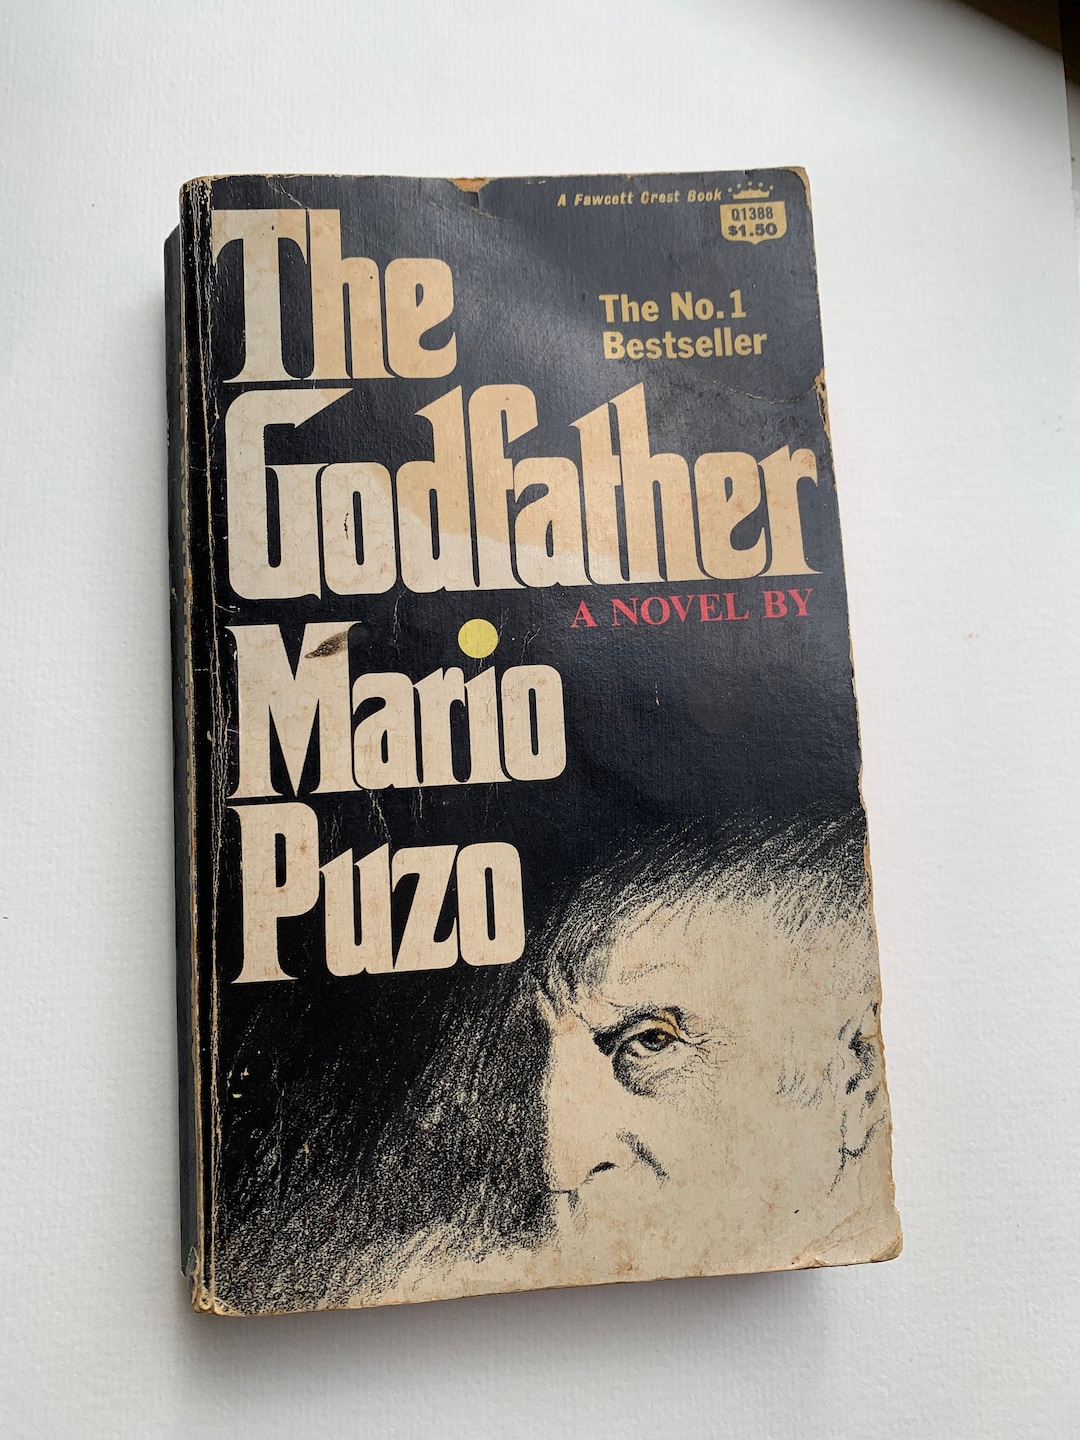 A Fawcett Crest Book
Q1388
$1.50
The
The No.1
Bestseller
Godfather
A NOVEL BY
Mario
Puzo